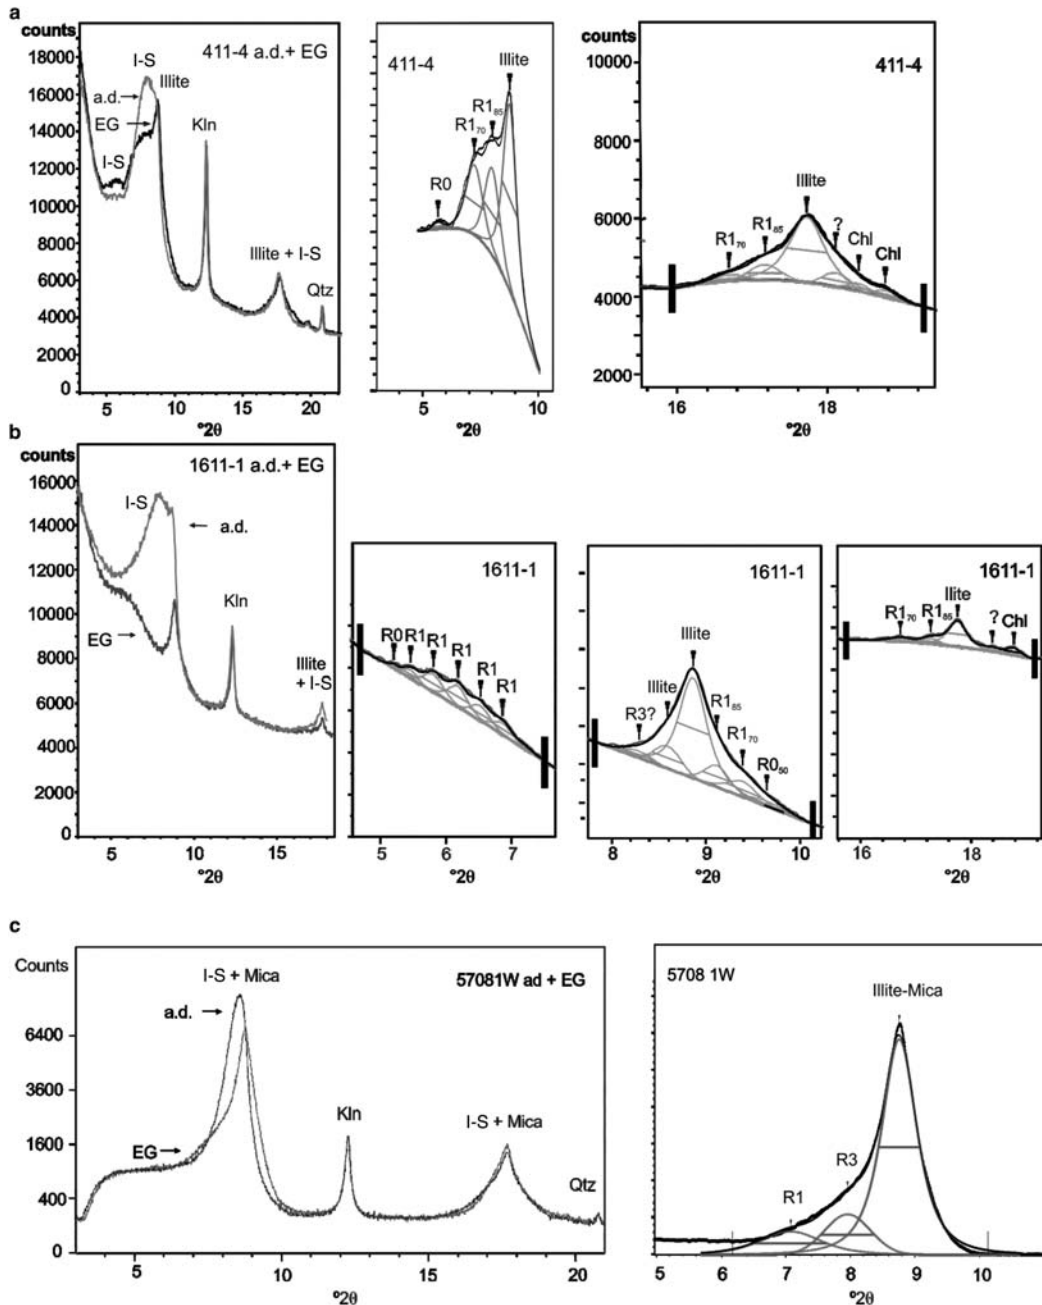 a
counts
18000
16000
14000
12000
10000
8000
6000
4000
2000
0
411-4 a.d.+ EG
I-S
Illite
a.d.
EG
I-S
Kln
Illite + I-S
Qtz
5 10 15 20
°2θ
411-4
Illite
R1₈₅
R1₇₀
R0
5 10
°2θ
counts
10000
8000
6000
4000
2000
411-4
Illite
R1₇₀
R1₈₅
?
Chl
Chl
16 18
°2θ
b
counts
16000
14000
12000
10000
8000
6000
4000
2000
0
1611-1 a.d.+ EG
I-S
a.d.
EG
Kln
Illite
+ I-S
5 10 15
°2θ
1611-1
R0 R1 R1 R1 R1 R1
5 6 7
°2θ
1611-1
Illite
Illite
R3?
R1₈₅
R1₇₀
R0₅₀
8 9 10
°2θ
1611-1
R1₇₀
R1₈₅
Ilite
?
Chl
16 18
°2θ
c
Counts
6400
3600
1600
400
0
I-S + Mica
a.d.
57081W ad + EG
EG
Kln
I-S + Mica
Qtz
5 10 15 20
°2θ
5708 1W
Illite-Mica
R3
R1
5 6 7 8 9 10
°2θ